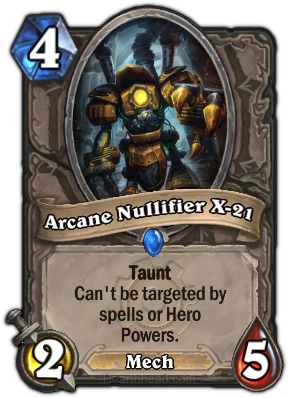 4
Arcane Nullifier X-21
Taunt
Can't be targeted by
spells or Hero
Powers.
2
Mech
5